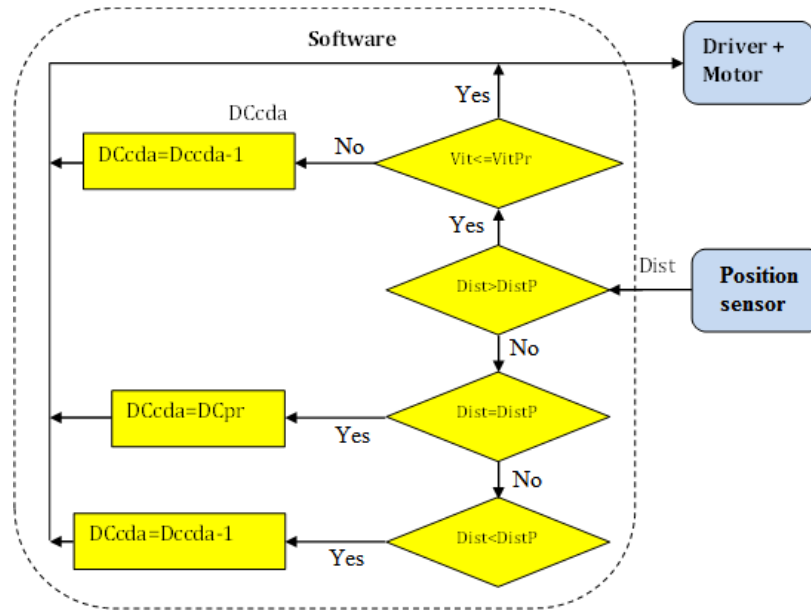 Software
Driver +
Motor
Yes
DCcda
DCcda=Dccda-1
No
Vit<=VitPr
Yes
Dist
Dist>DistP
Position
sensor
No
DCcda=DCpr
Yes
Dist=DistP
No
DCcda=Dccda-1
Yes
Dist<DistP